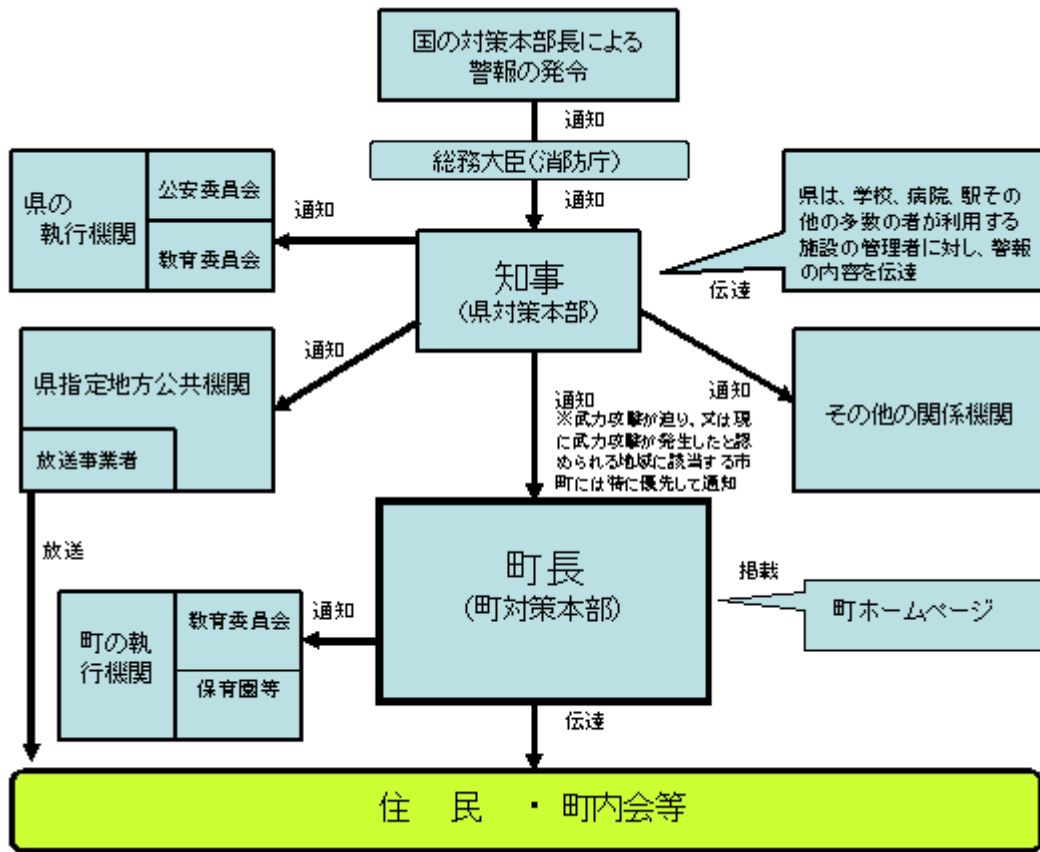 国の対策本部長による
警報の発令
通知
総務大臣(消防庁)
通知
県の
執行機関
公安委員会
教育委員会
通知
知事
(県対策本部)
県は、学校、病院、駅その
他の多数の者が利用する
施設の管理者に対し、警報
の内容を伝達
伝達
県指定地方公共機関
放送事業者
通知
通知
※武力攻撃が迫り、又は現
に武力攻撃が発生したと認
められる地域に該当する市
町には特に優先して通知
通知
その他の関係機関
放送
町の執
行機関
教育委員会
保育園等
通知
町長
(町対策本部)
掲載
町ホームページ
伝達
住 民 ・ 町内会等